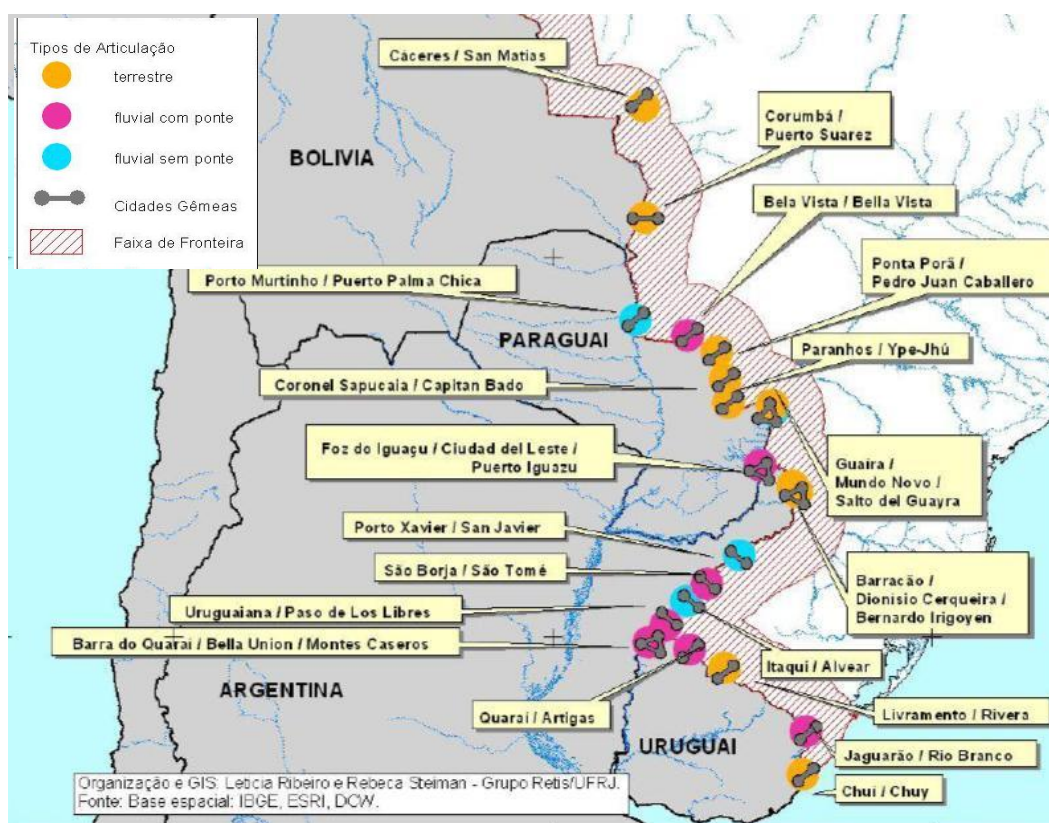 Tipos de Articulação
terrestre
fluvial com ponte
fluvial sem ponte
Cidades Gêmeas
Faixa de Fronteira
Cáceres / San Matias
Corumbá /
Puerto Suarez
BOLIVIA
Bela Vista / Bella Vista
Ponta Porã /
Pedro Juan Caballero
Porto Murtinho / Puerto Palma Chica
PARAGUAI
Paranhos / Ype-Jhú
Coronel Sapucaia / Capitan Bado
Foz do Iguaçu / Ciudad del Leste /
Puerto Iguazu
Guaíra /
Mundo Novo /
Salto del Guayra
Porto Xavier / San Javier
São Borja / São Tomé
Barracão /
Dionísio Cerqueira /
Bernardo Irigoyen
Uruguaiana / Paso de Los Libres
Barra do Quaraí / Bella Union / Montes Caseros
Itaqui / Alvear
ARGENTINA
Quaraí / Artigas
Livramento / Rivera
URUGUAI
Jaguarão / Rio Branco
Chuí / Chuy
Organização e GIS: Leticia Ribeiro e Rebeca Steiman - Grupo Retis/UFRJ.
Fonte: Base espacial: IBGE, ESRI, DCW.